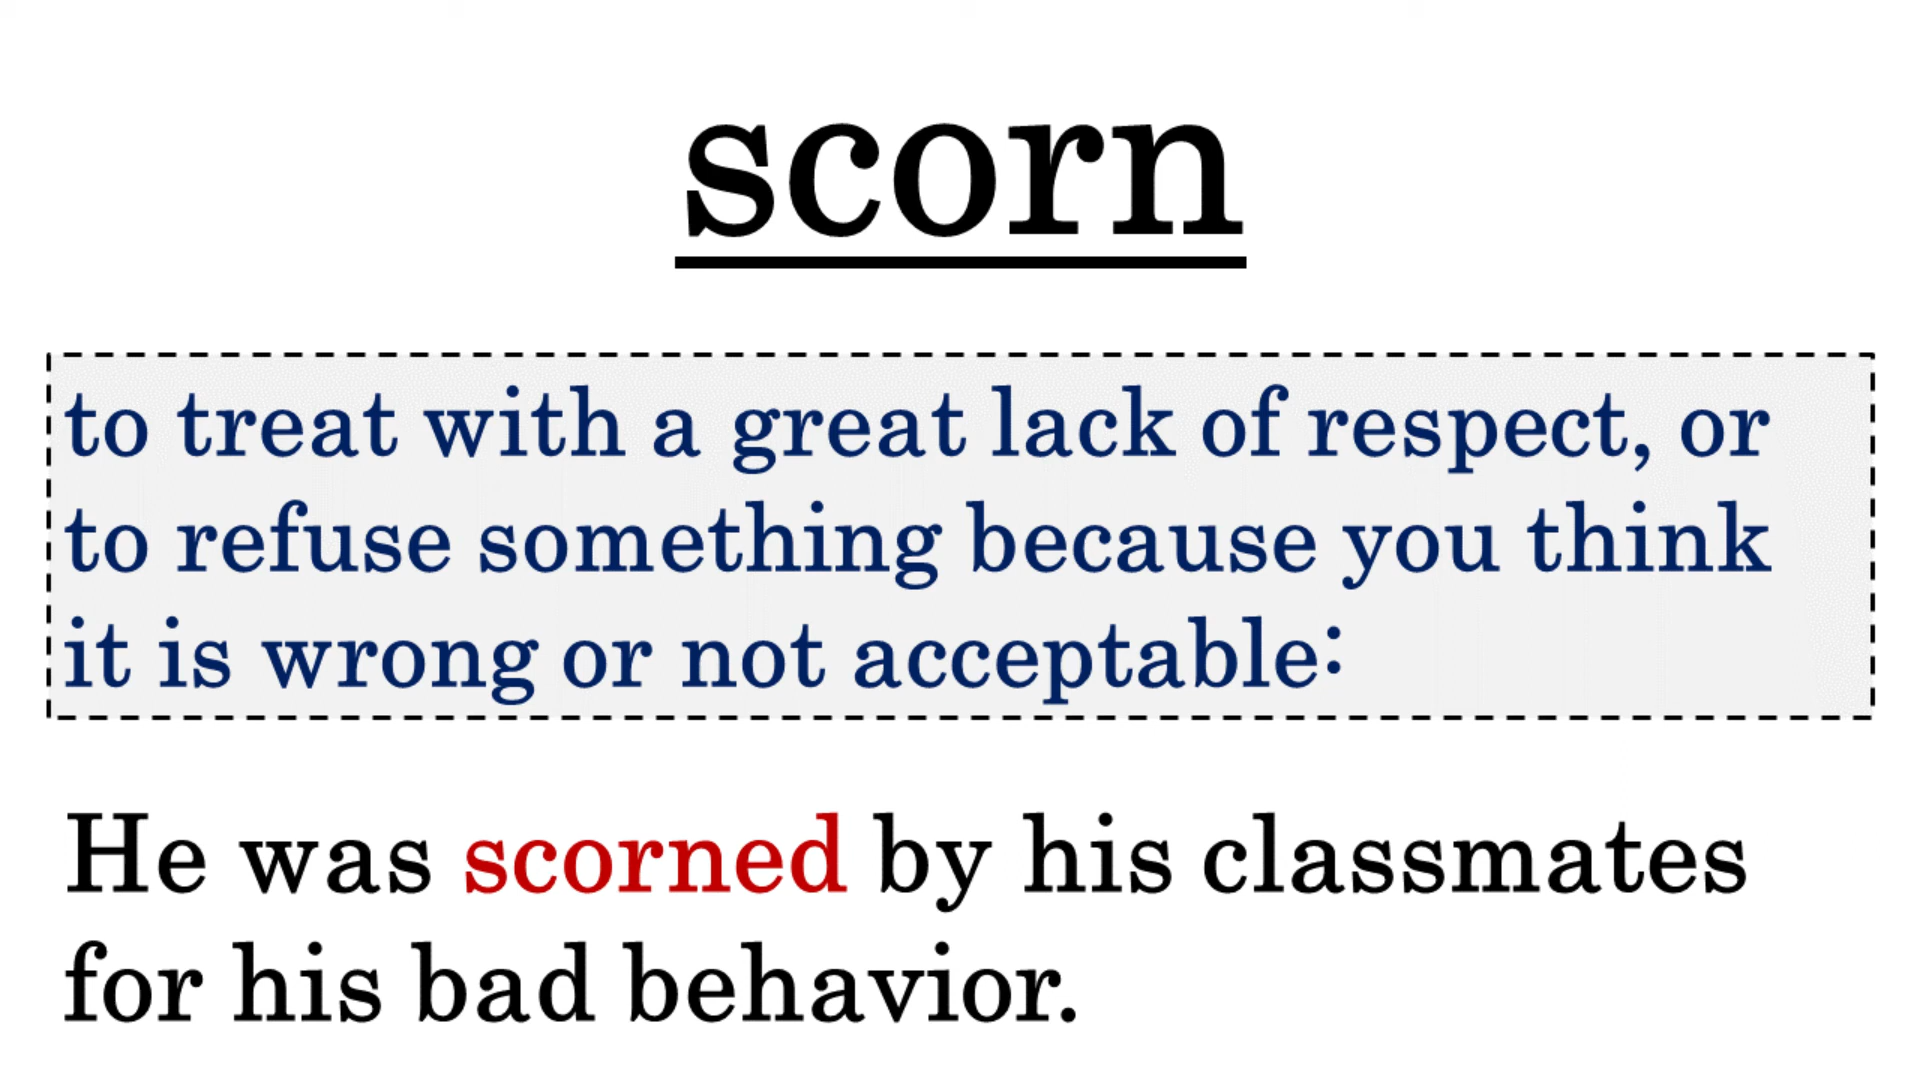 scorn
to treat with a great lack of respect, or
to refuse something because you think
it is wrong or not acceptable:
He was scorned by his classmates
for his bad behavior.